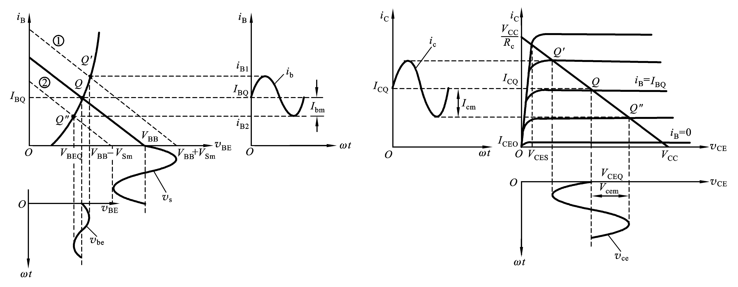 i_B
①
Q'
i_B1
②
Q
I_BQ
Q''
i_B2
O
V_BEQ
V_BB−V_Sm
V_BB
V_BB+V_Sm
v_BE
v_s
O
v_BE
v_be
ωt
i_B
i_b
I_BQ
I_bm
O
ωt
i_C
i_c
I_CQ
I_cm
O
ωt
i_C
V_CC
R_c
Q'
I_CQ
Q
i_B=I_BQ
Q''
I_CEO
i_B=0
O
V_CES
V_CC
v_CE
O
V_CEQ
v_CE
V_cem
v_ce
ωt